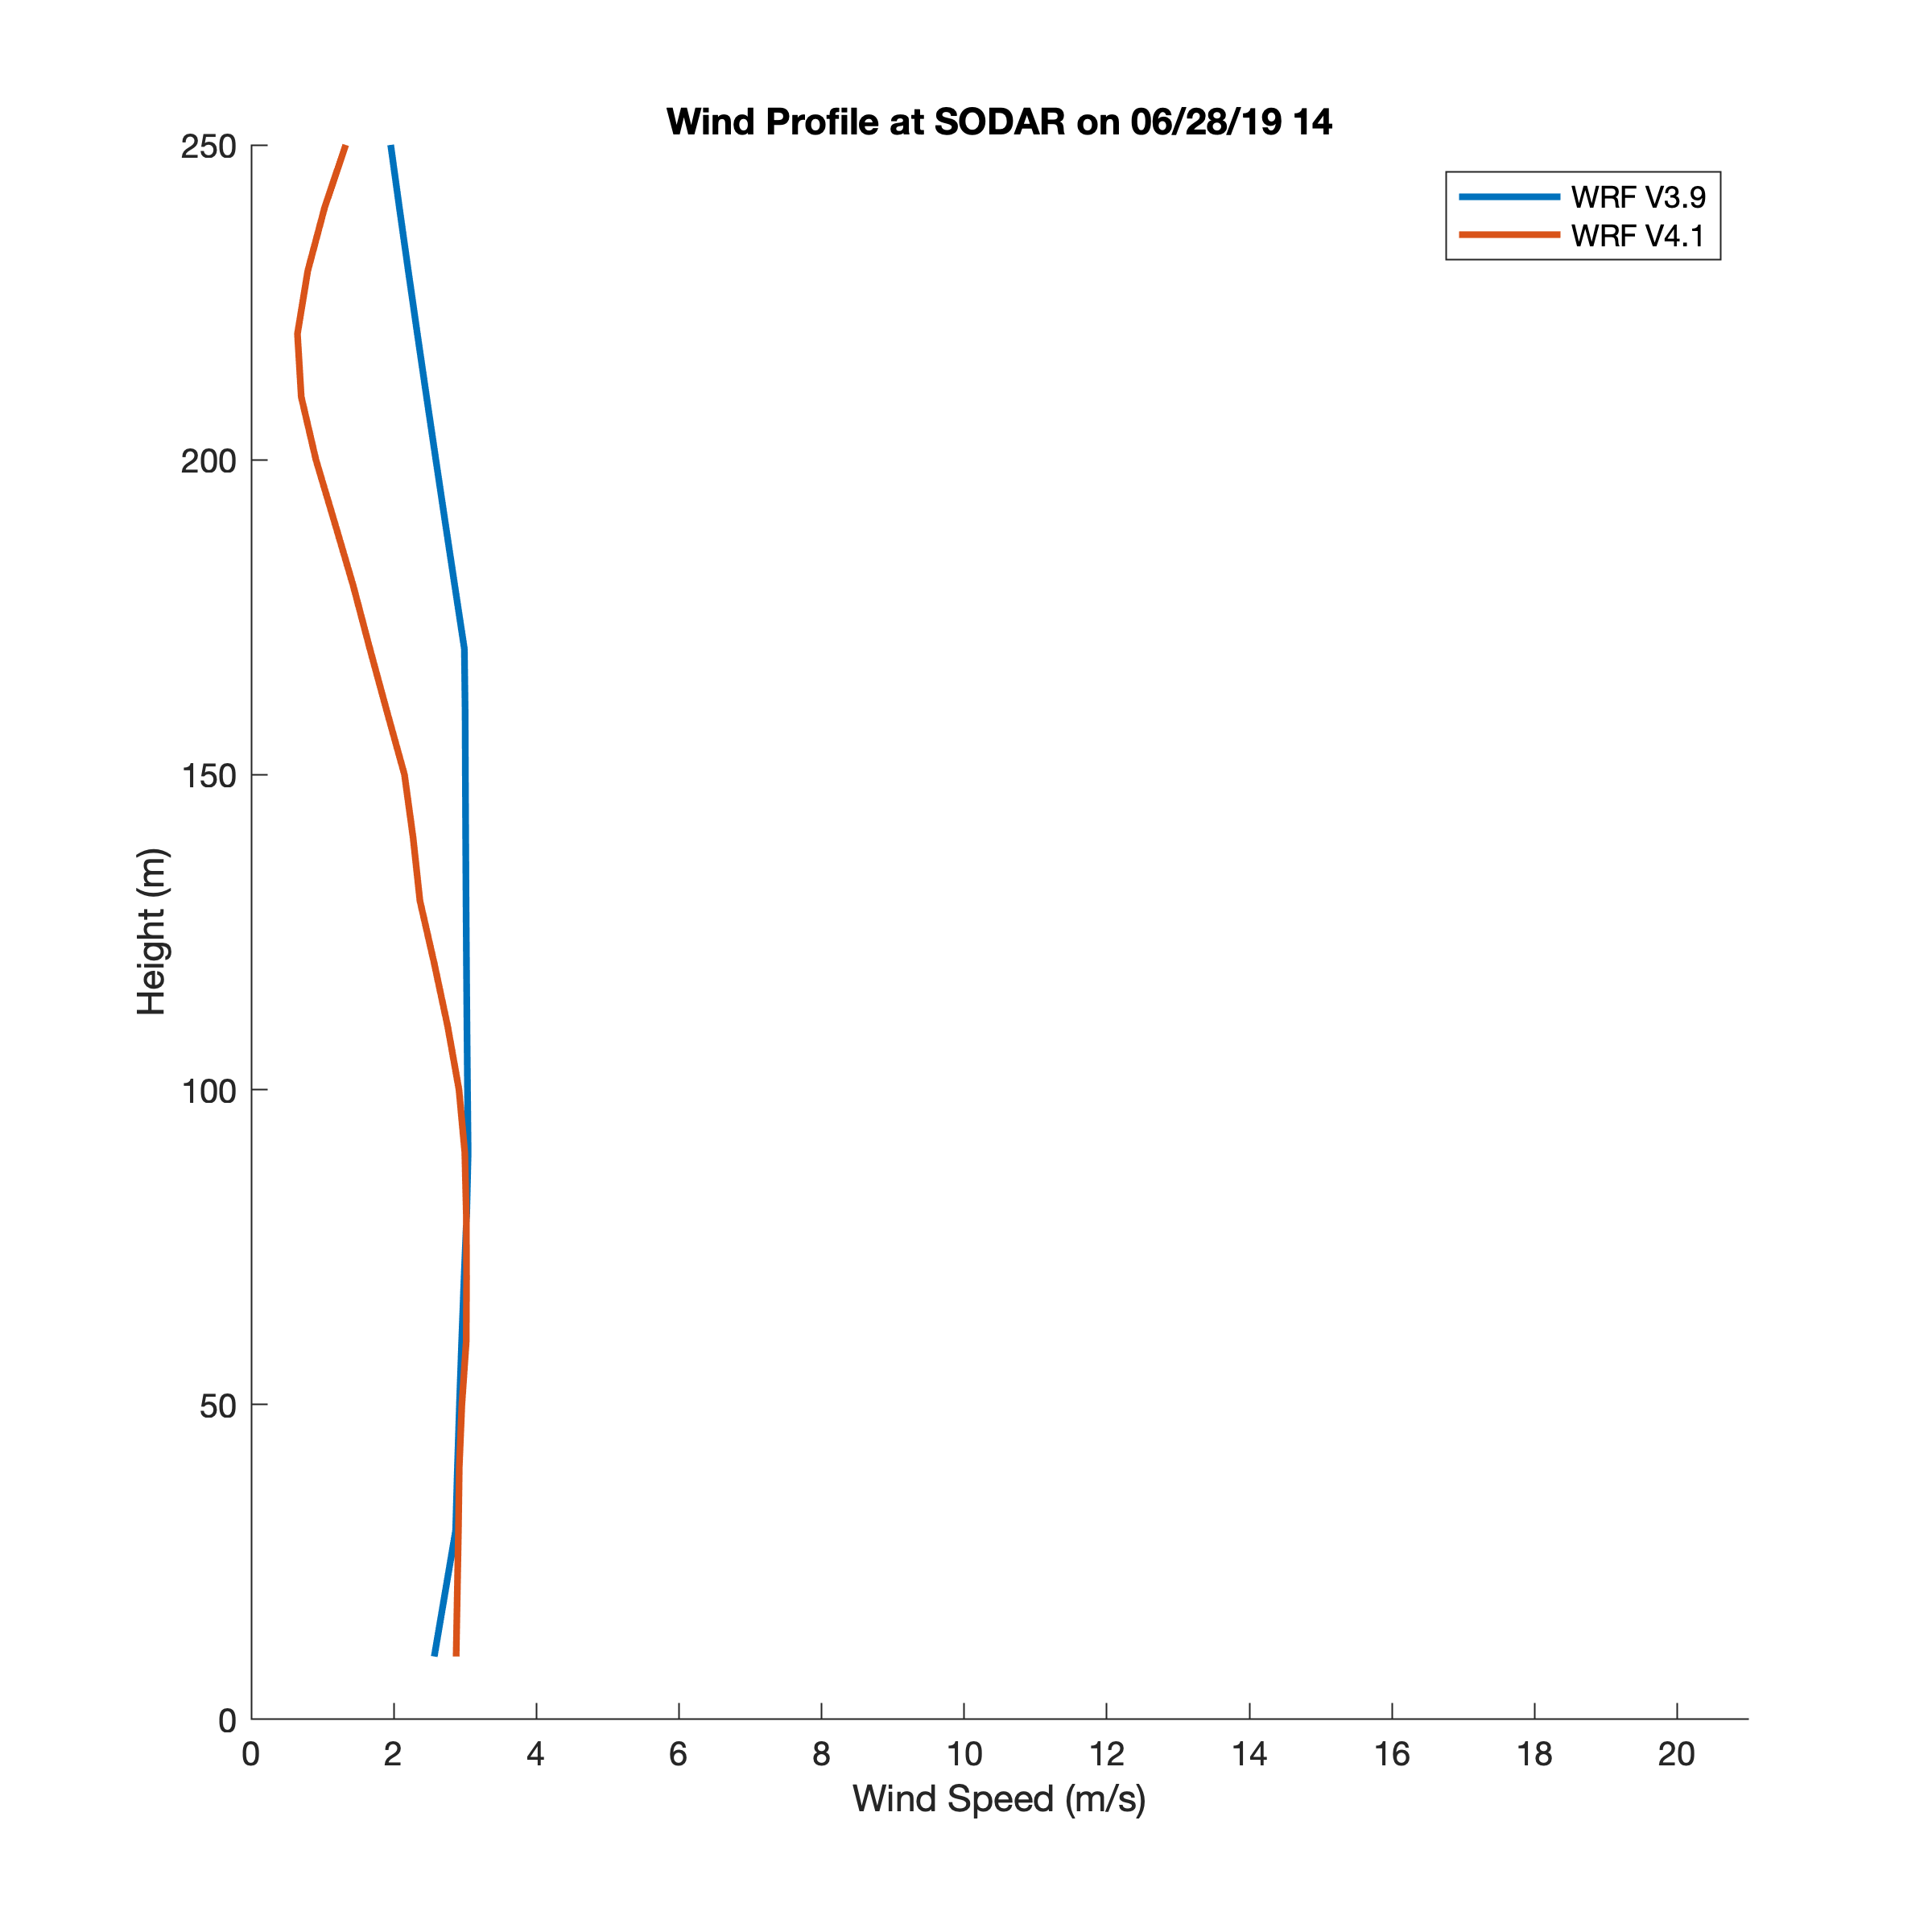 Wind Profile at SODAR on 06/28/19 14
WRF V3.9
WRF V4.1
250
200
150
100
50
0
Height (m)
0 2 4 6 8 10 12 14 16 18 20
Wind Speed (m/s)